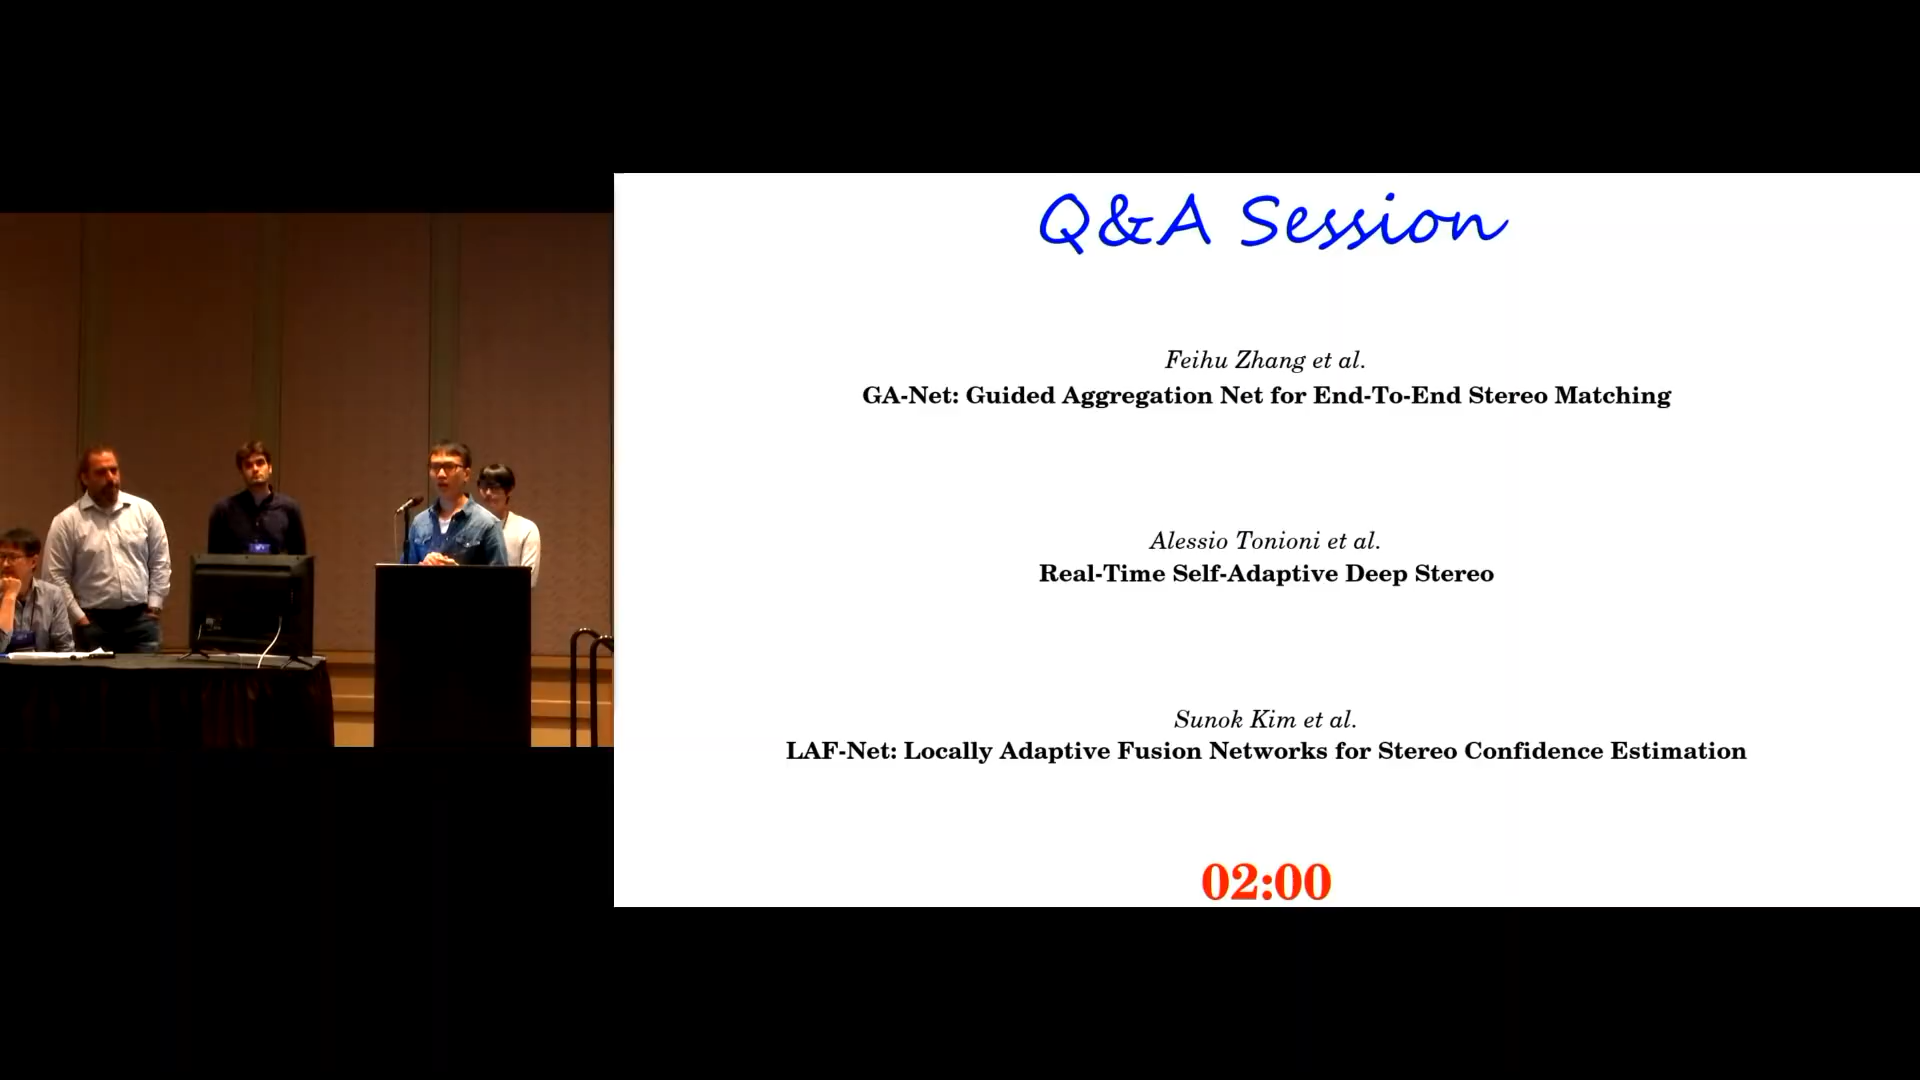 Q&A Session
Feihu Zhang et al.
GA-Net: Guided Aggregation Net for End-To-End Stereo Matching
Alessio Tonioni et al.
Real-Time Self-Adaptive Deep Stereo
Sunok Kim et al.
LAF-Net: Locally Adaptive Fusion Networks for Stereo Confidence Estimation
02:00